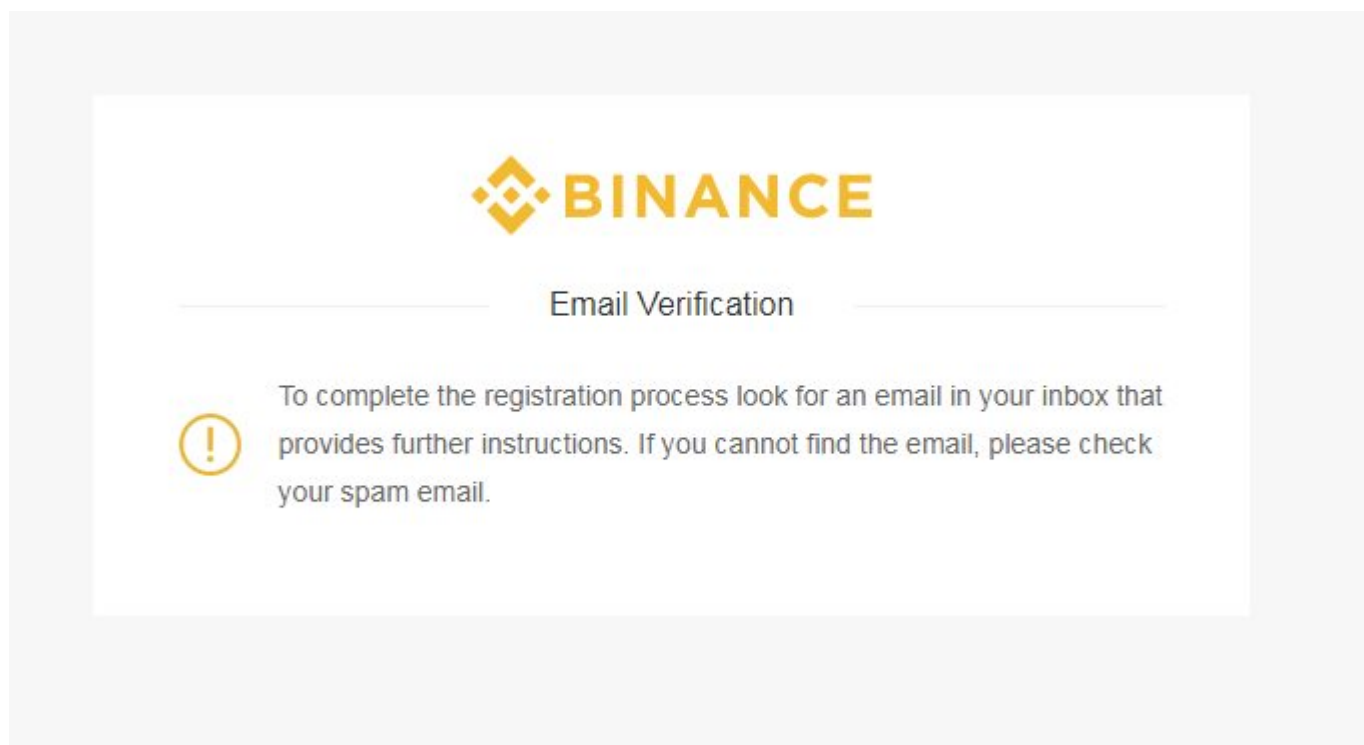 BINANCE
Email Verification
To complete the registration process look for an email in your inbox that
provides further instructions. If you cannot find the email, please check
your spam email.